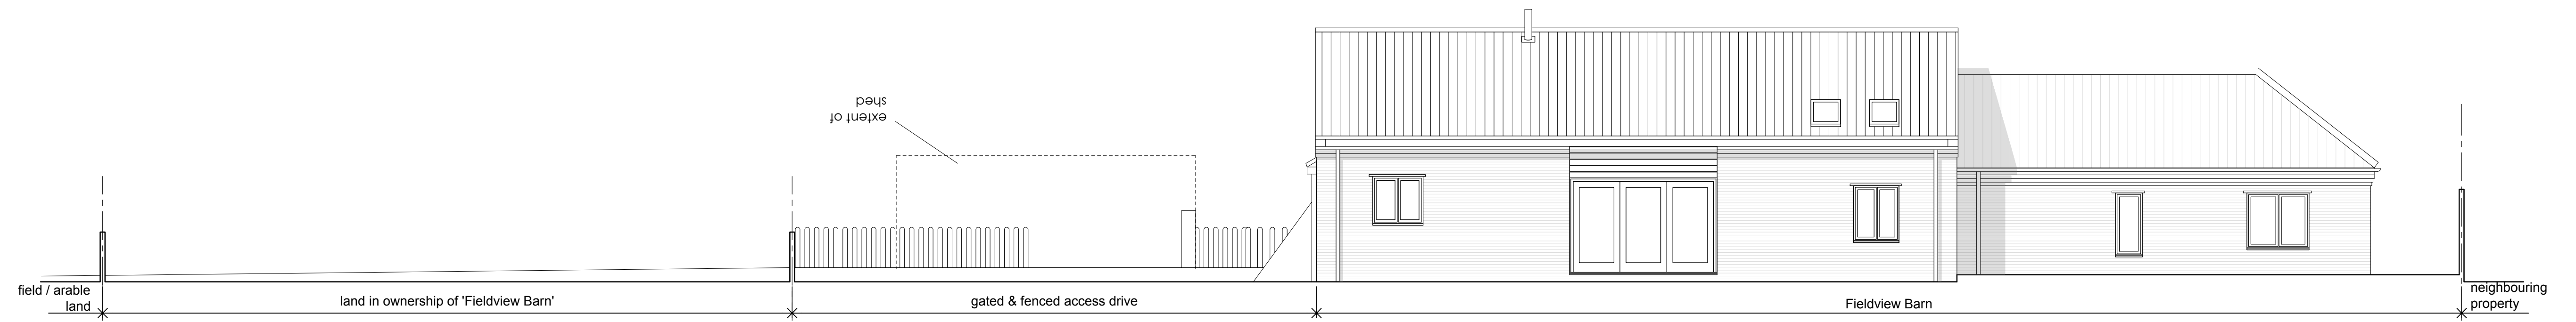 extent of
shed
field / arable
land
land in ownership of 'Fieldview Barn'
gated & fenced access drive
Fieldview Barn
neighbouring
property